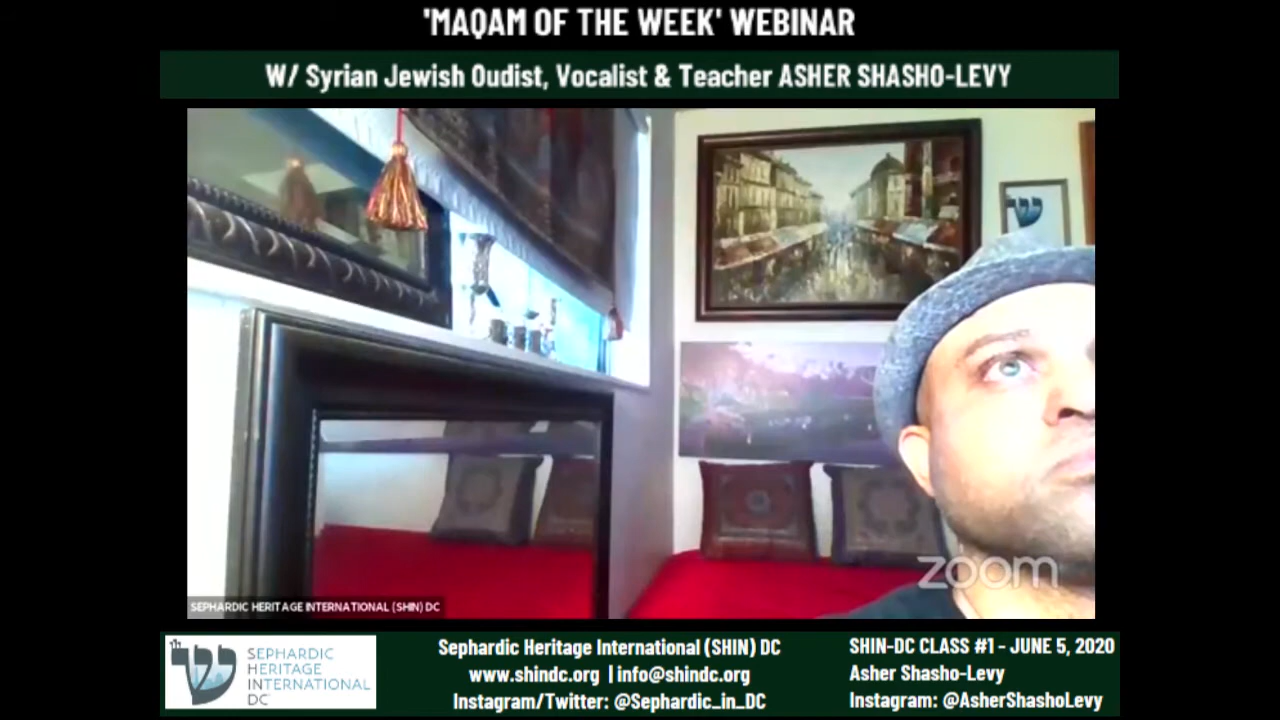 'MAQAM OF THE WEEK' WEBINAR
W/ Syrian Jewish Oudist, Vocalist & Teacher ASHER SHASHO-LEVY
ש
zoom
SEPHARDIC HERITAGE INTERNATIONAL (SHIN) DC
ש
SEPHARDIC
HERITAGE
INTERNATIONAL
DC
Sephardic Heritage International (SHIN) DC
www.shindc.org | info@shindc.org
Instagram/Twitter: @Sephardic_in_DC
SHIN-DC CLASS #1 - JUNE 5, 2020
Asher Shasho-Levy
Instagram: @AsherShashoLevy